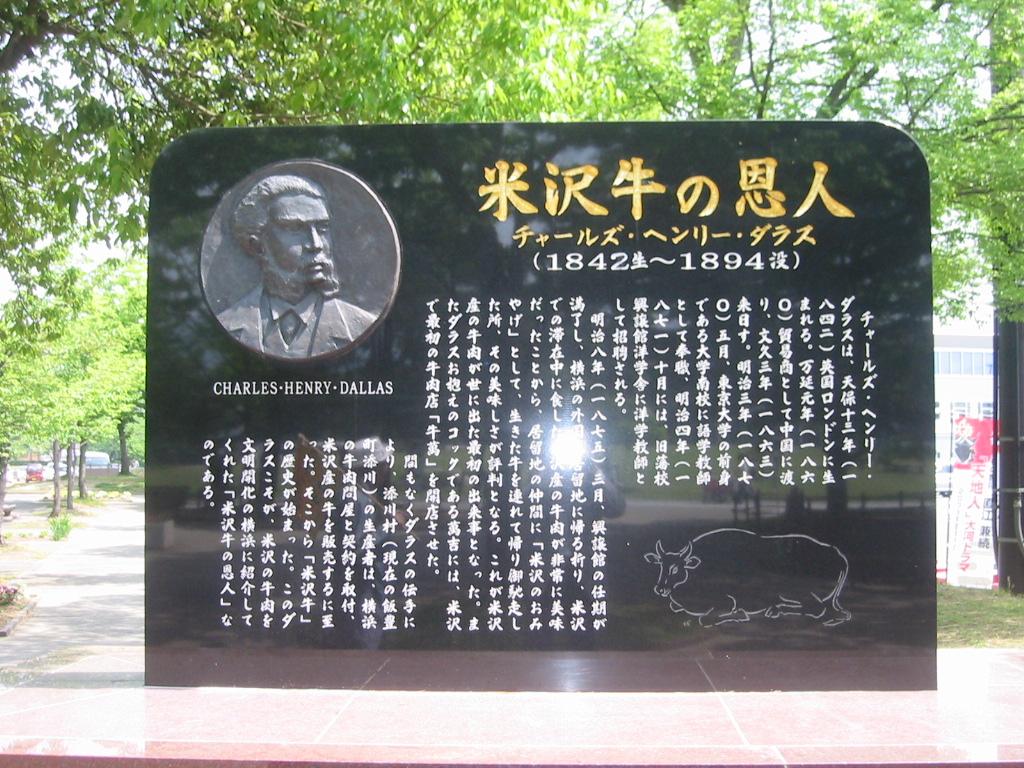 米沢牛の恩人
チャールズ・ヘンリー・ダラス
(1842生～1894没)
CHARLES・HENRY・DALLAS
チャールズ・ヘンリー・
ダラスは、天保十三年(一
八四二)英国ロンドンに生
まれる。万延元年(一八六
〇)貿易商として中国に渡
り、文久三年(一八六三)
来日す。明治三年(一八七
〇)五月、東京大学の前身
である大学南校に語学教師
として奉職、明治四年(一
八七一)十月には、旧藩校
興譲館洋学舎に洋学教師と
して招聘される。
明治八年(一八七五)三月、興譲館の任期が
満了し、横浜の外国人居留地に帰る折り、米沢
での滞在中に食した米沢産の牛肉が非常に美味
だったことから、居留地の仲間に「米沢のおみ
やげ」として、生きた牛を連れて帰り御馳走し
た所、その美味しさが評判となる。これが米沢
産の牛肉が世に出た最初の出来事となった。ま
たダラスお抱えのコックである萬吉には、米沢
で最初の牛肉店「牛萬」を開店させた。
間もなくダラスの伝手に
より、添川村(現在の飯豊
町添川)の生産者は、横浜
の牛肉問屋と契約を取付、
米沢産の牛を販売するに至
った。そこから「米沢牛」
の歴史が始まった。このダ
ラスこそが、米沢の牛肉を
文明開化の横浜に紹介して
くれた「米沢牛の恩人」な
のである。
兼続
天地人
大河ドラマ